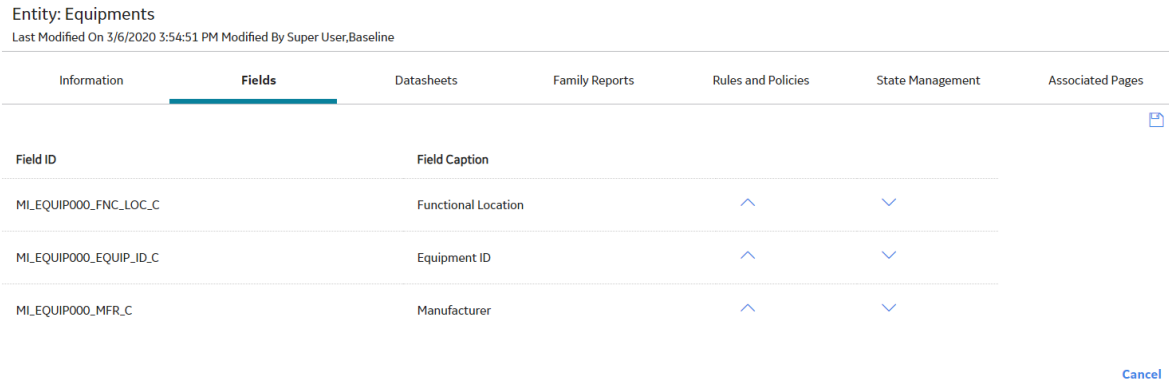 Entity: Equipments
Last Modified On 3/6/2020 3:54:51 PM Modified By Super User,Baseline
Information Fields Datasheets Family Reports Rules and Policies State Management Associated Pages
Field ID Field Caption
MI_EQUIP000_FNC_LOC_C Functional Location
MI_EQUIP000_EQUIP_ID_C Equipment ID
MI_EQUIP000_MFR_C Manufacturer
Cancel